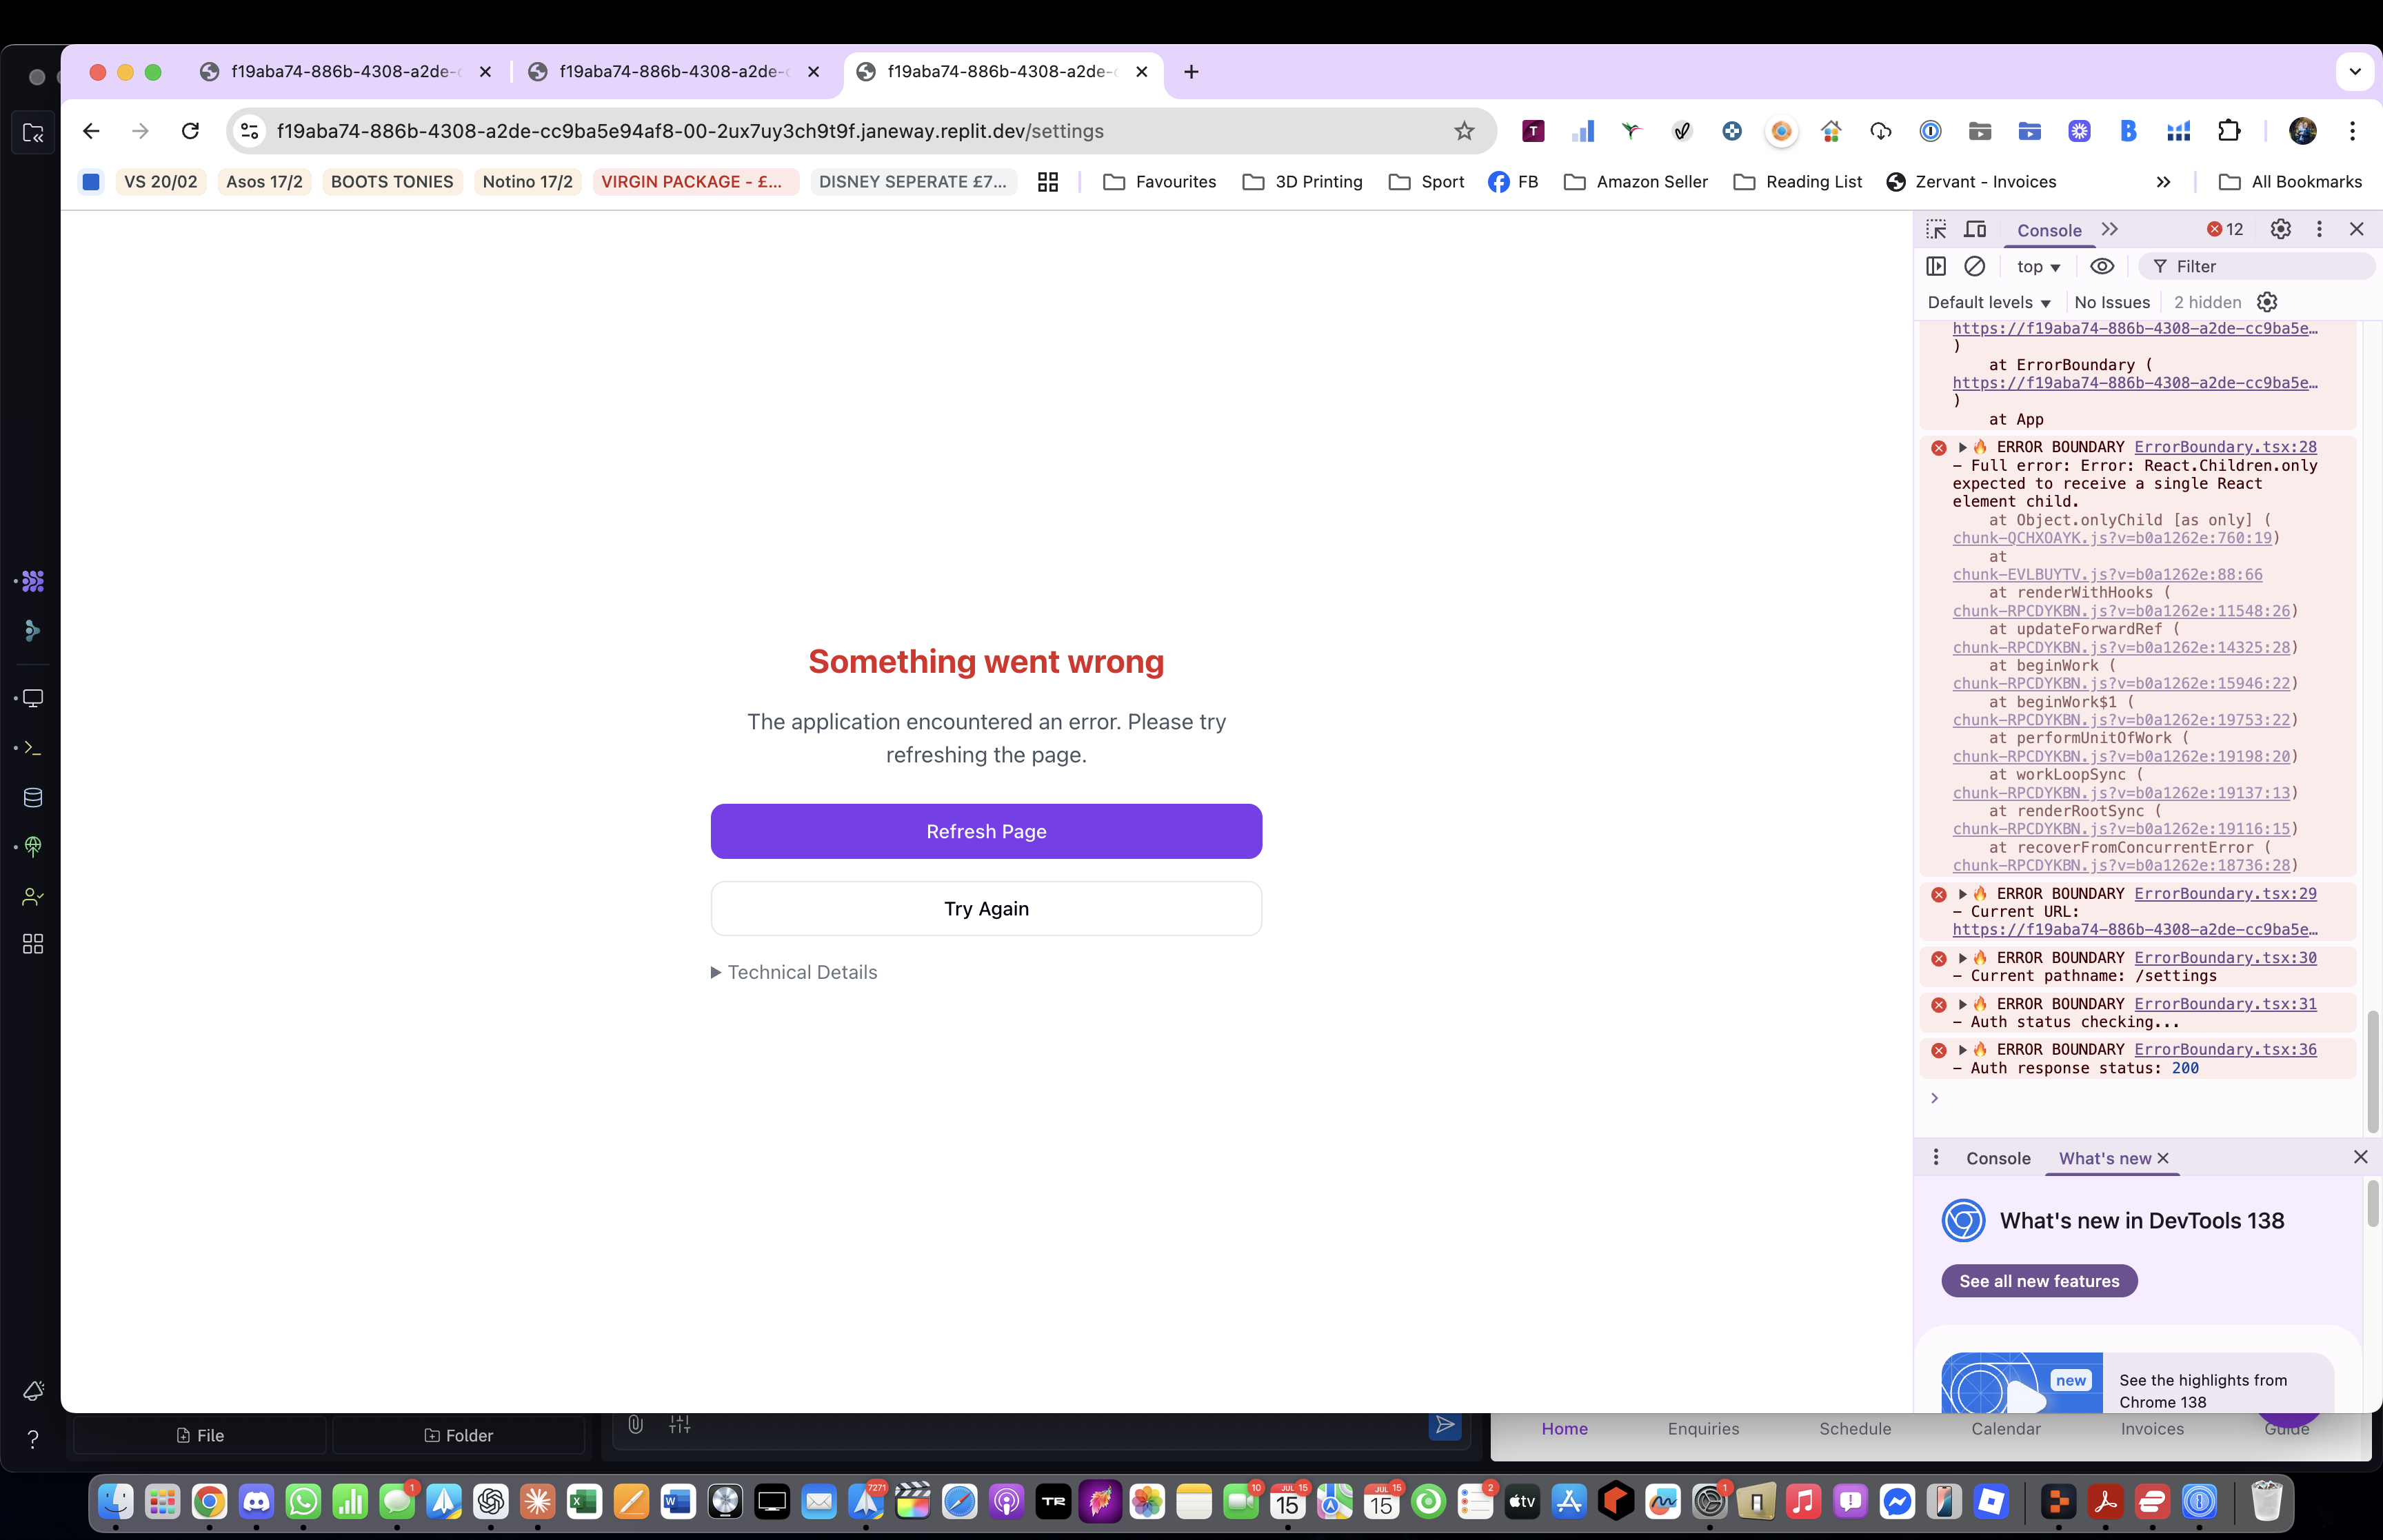 f19aba74-886b-4308-a2de-c
f19aba74-886b-4308-a2de-c
f19aba74-886b-4308-a2de-c
f19aba74-886b-4308-a2de-cc9ba5e94af8-00-2ux7uy3ch9t9f.janeway.replit.dev/settings
VS 20/02
Asos 17/2
BOOTS TONIES
Notino 17/2
VIRGIN PACKAGE - £...
DISNEY SEPERATE £7...
Favourites
3D Printing
Sport
FB
Amazon Seller
Reading List
Zervant - Invoices
All Bookmarks
Something went wrong
The application encountered an error. Please try
refreshing the page.
Refresh Page
Try Again
Technical Details
Console
12
top
Filter
Default levels
No Issues
2 hidden
https://f19aba74-886b-4308-a2de-cc9ba5e…
)
at ErrorBoundary (
https://f19aba74-886b-4308-a2de-cc9ba5e…
)
at App
🔥 ERROR BOUNDARY ErrorBoundary.tsx:28
- Full error: Error: React.Children.only
expected to receive a single React
element child.
at Object.onlyChild [as only] (
chunk-QCHXOAYK.js?v=b0a1262e:760:19)
at
chunk-EVLBUYTV.js?v=b0a1262e:88:66
at renderWithHooks (
chunk-RPCDYKBN.js?v=b0a1262e:11548:26)
at updateForwardRef (
chunk-RPCDYKBN.js?v=b0a1262e:14325:28)
at beginWork (
chunk-RPCDYKBN.js?v=b0a1262e:15946:22)
at beginWork$1 (
chunk-RPCDYKBN.js?v=b0a1262e:19753:22)
at performUnitOfWork (
chunk-RPCDYKBN.js?v=b0a1262e:19198:20)
at workLoopSync (
chunk-RPCDYKBN.js?v=b0a1262e:19137:13)
at renderRootSync (
chunk-RPCDYKBN.js?v=b0a1262e:19116:15)
at recoverFromConcurrentError (
chunk-RPCDYKBN.js?v=b0a1262e:18736:28)
🔥 ERROR BOUNDARY ErrorBoundary.tsx:29
- Current URL:
https://f19aba74-886b-4308-a2de-cc9ba5e…
🔥 ERROR BOUNDARY ErrorBoundary.tsx:30
- Current pathname: /settings
🔥 ERROR BOUNDARY ErrorBoundary.tsx:31
- Auth status checking...
🔥 ERROR BOUNDARY ErrorBoundary.tsx:36
- Auth response status: 200
Console
What's new
What's new in DevTools 138
See all new features
new
See the highlights from
Chrome 138
File
Folder
Home
Enquiries
Schedule
Calendar
Invoices
Guide
1
7271
TR
10
JUL 15
15
JUL 15
15
2
tv
1